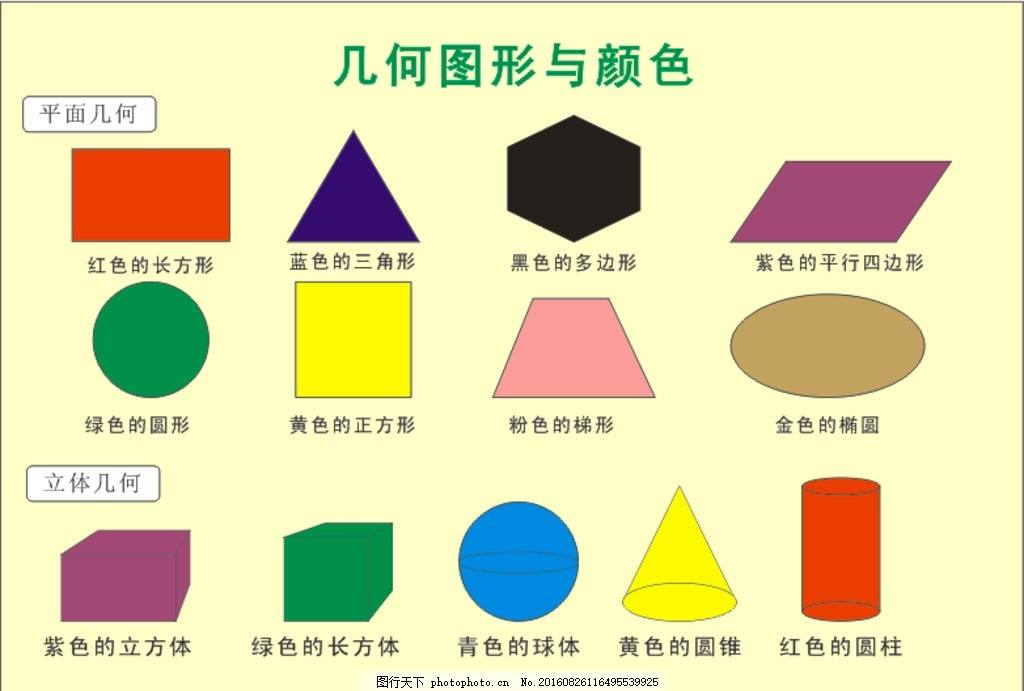 几何图形与颜色
平面几何
红色的长方形
蓝色的三角形
黑色的多边形
紫色的平行四边形
绿色的圆形
黄色的正方形
粉色的梯形
金色的椭圆
立体几何
紫色的立方体
绿色的长方体
青色的球体
黄色的圆锥
红色的圆柱
图行天下 photophoto.cn No.20160826116495539925